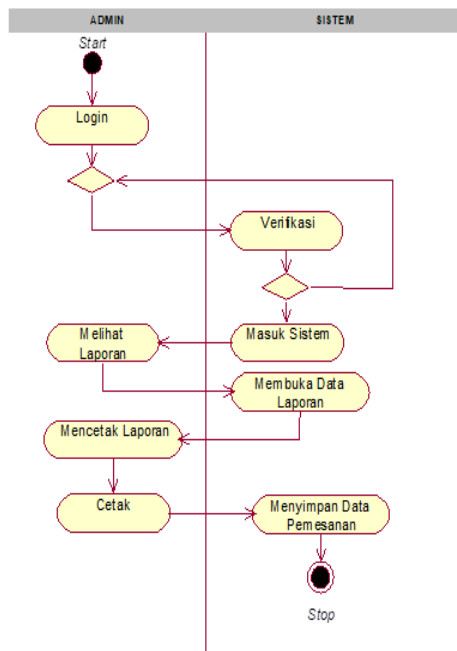 ADMIN
SISTEM
Start
Login
Verifikasi
Melihat
Laporan
Masuk Sistem
Membuka Data
Laporan
Mencetak Laporan
Cetak
Menyimpan Data
Pemesanan
Stop